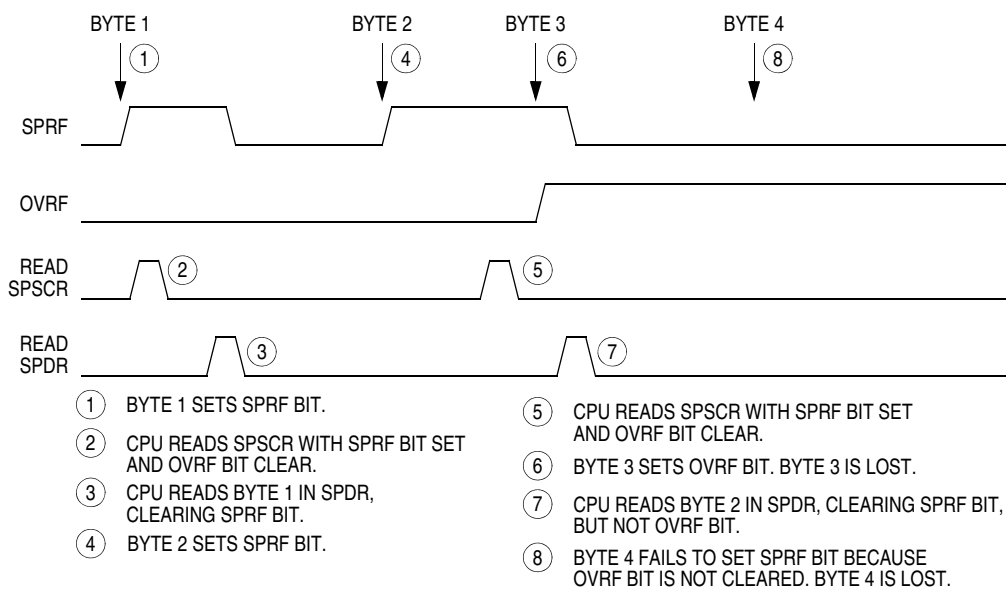 BYTE 1 BYTE 2 BYTE 3 BYTE 4
1 4 6 8
SPRF
OVRF
READ
SPSCR
2 5
READ
SPDR
3 7
1 BYTE 1 SETS SPRF BIT.
2 CPU READS SPSCR WITH SPRF BIT SET
AND OVRF BIT CLEAR.
3 CPU READS BYTE 1 IN SPDR,
CLEARING SPRF BIT.
4 BYTE 2 SETS SPRF BIT.
5 CPU READS SPSCR WITH SPRF BIT SET
AND OVRF BIT CLEAR.
6 BYTE 3 SETS OVRF BIT. BYTE 3 IS LOST.
7 CPU READS BYTE 2 IN SPDR, CLEARING SPRF BIT,
BUT NOT OVRF BIT.
8 BYTE 4 FAILS TO SET SPRF BIT BECAUSE
OVRF BIT IS NOT CLEARED. BYTE 4 IS LOST.